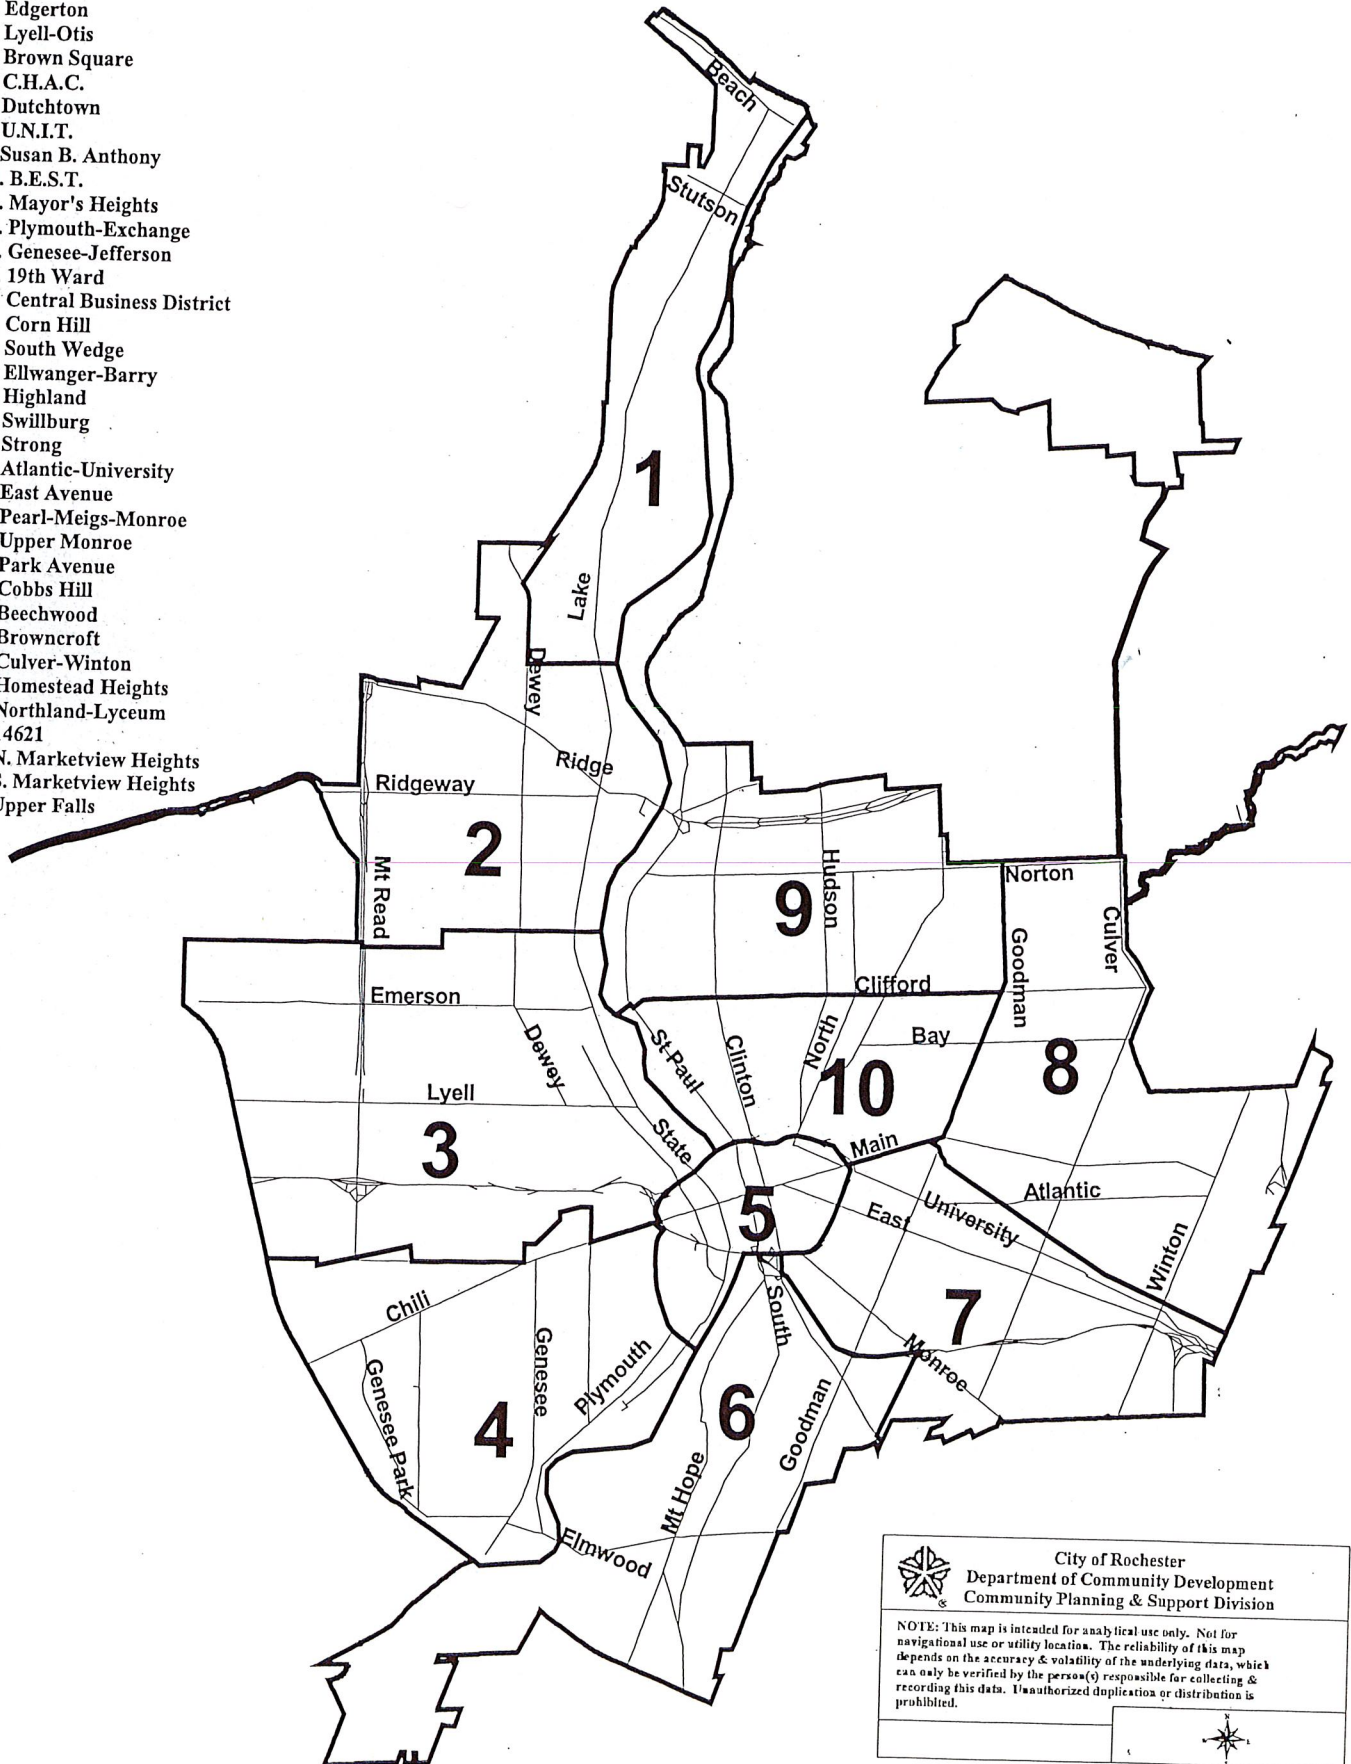 Edgerton
Lyell-Otis
Brown Square
C.H.A.C.
Dutchtown
U.N.I.T.
Susan B. Anthony
. B.E.S.T.
. Mayor's Heights
. Plymouth-Exchange
. Genesee-Jefferson
19th Ward
Central Business District
Corn Hill
South Wedge
Ellwanger-Barry
Highland
Swillburg
Strong
Atlantic-University
East Avenue
Pearl-Meigs-Monroe
Upper Monroe
Park Avenue
Cobbs Hill
Beechwood
Browncroft
Culver-Winton
Homestead Heights
Northland-Lyceum
4621
N. Marketview Heights
S. Marketview Heights
Upper Falls
Beach
Stutson
1
Lake
Dewey
Ridge
Ridgeway
2
Mt Read
9
Hudson
Norton
Culver
Goodman
Clifford
Emerson
Dewey
St Paul
Clinton
North
Bay
10
8
Lyell
State
Main
3
5
East
University
Atlantic
Winton
Chili
Genesee
Plymouth
South
7
Monroe
Genesee Park
4
6
Goodman
Mt Hope
Elmwood
City of Rochester
Department of Community Development
Community Planning & Support Division
NOTE: This map is intended for analytical use only. Not for
navigational use or utility location. The reliability of this map
depends on the accuracy & volatility of the underlying data, which
can only be verified by the person(s) responsible for collecting &
recording this data. Unauthorized duplication or distribution is
prohibited.
N